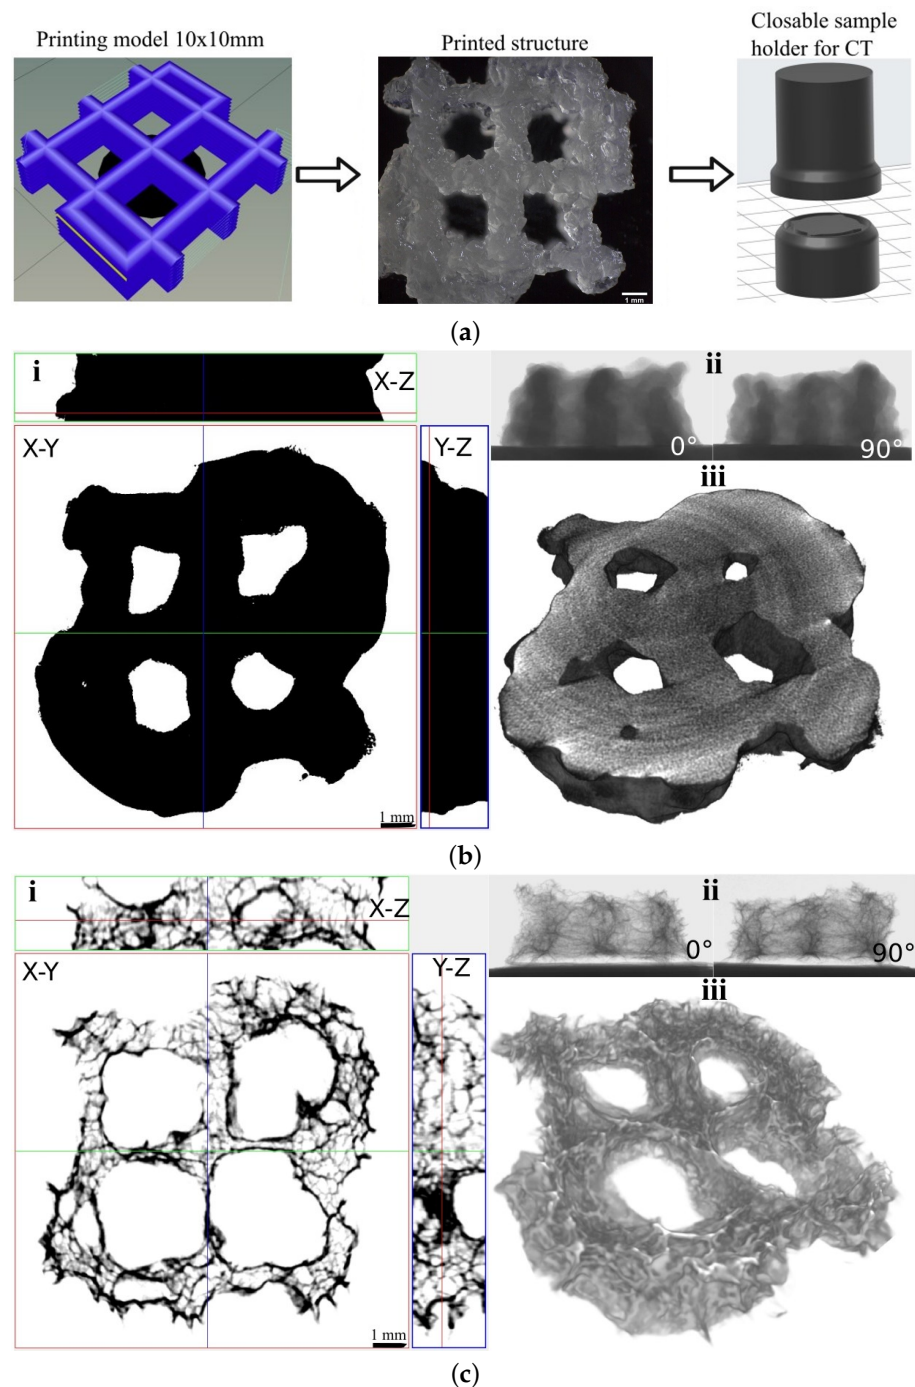 Printing model 10x10mm
Printed structure
Closable sample
holder for CT
1 mm
(a)
i
X-Z
X-Y
Y-Z
1 mm
ii
0°
90°
iii
(b)
i
X-Z
X-Y
Y-Z
1 mm
ii
0°
90°
iii
(c)